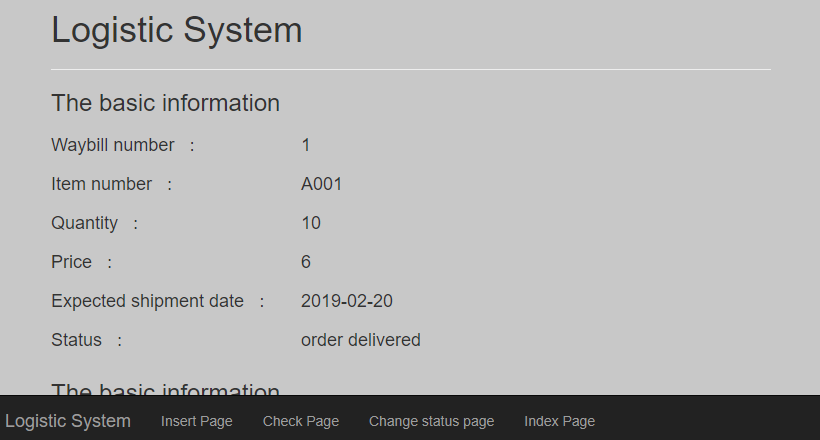 Logistic System
The basic information
Waybill number : 1
Item number : A001
Quantity : 10
Price : 6
Expected shipment date : 2019-02-20
Status : order delivered
The basic information
Logistic System Insert Page Check Page Change status page Index Page